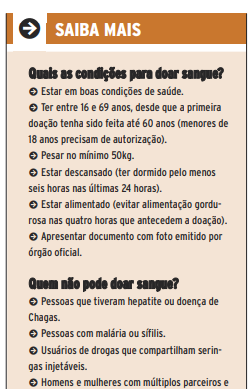 SAIBA MAIS
Quais as condições para doar sangue?
Estar em boas condições de saúde.
Ter entre 16 e 69 anos, desde que a primeira
doação tenha sido feita até 60 anos (menores de
18 anos precisam de autorização).
Pesar no mínimo 50kg.
Estar descansado (ter dormido pelo menos
seis horas nas últimas 24 horas).
Estar alimentado (evitar alimentação gordu-
rosa nas quatro horas que antecedem a doação).
Apresentar documento com foto emitido por
órgão oficial.
Quem não pode doar sangue?
Pessoas que tiveram hepatite ou doença de
Chagas.
Pessoas com malária ou sífilis.
Usuários de drogas que compartilham serin-
gas injetáveis.
Homens e mulheres com múltiplos parceiros e